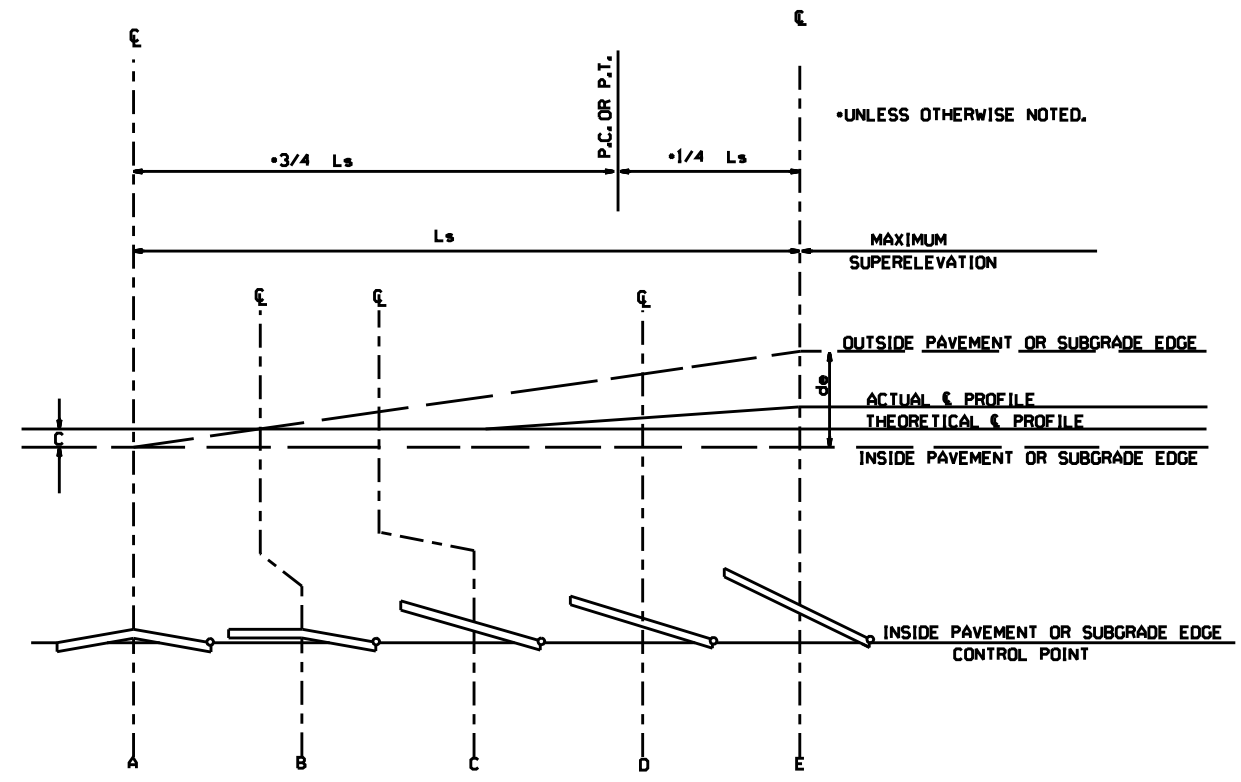 ℄
℄
P.C. OR P.T.
*UNLESS OTHERWISE NOTED.
*3/4 Ls
*1/4 Ls
Ls
MAXIMUM
SUPERELEVATION
℄
℄
℄
OUTSIDE PAVEMENT OR SUBGRADE EDGE
de
ACTUAL ℄ PROFILE
THEORETICAL ℄ PROFILE
C
INSIDE PAVEMENT OR SUBGRADE EDGE
INSIDE PAVEMENT OR SUBGRADE EDGE
CONTROL POINT
A
B
C
D
E